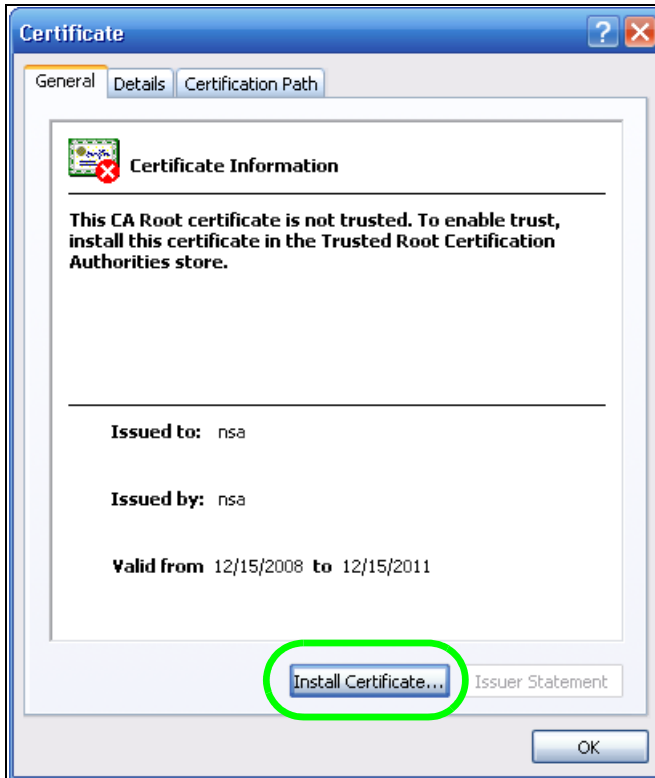 Certificate
General
Details
Certification Path
Certificate Information
This CA Root certificate is not trusted. To enable trust,
install this certificate in the Trusted Root Certification
Authorities store.
Issued to: nsa
Issued by: nsa
Valid from 12/15/2008 to 12/15/2011
Install Certificate...
Issuer Statement
OK